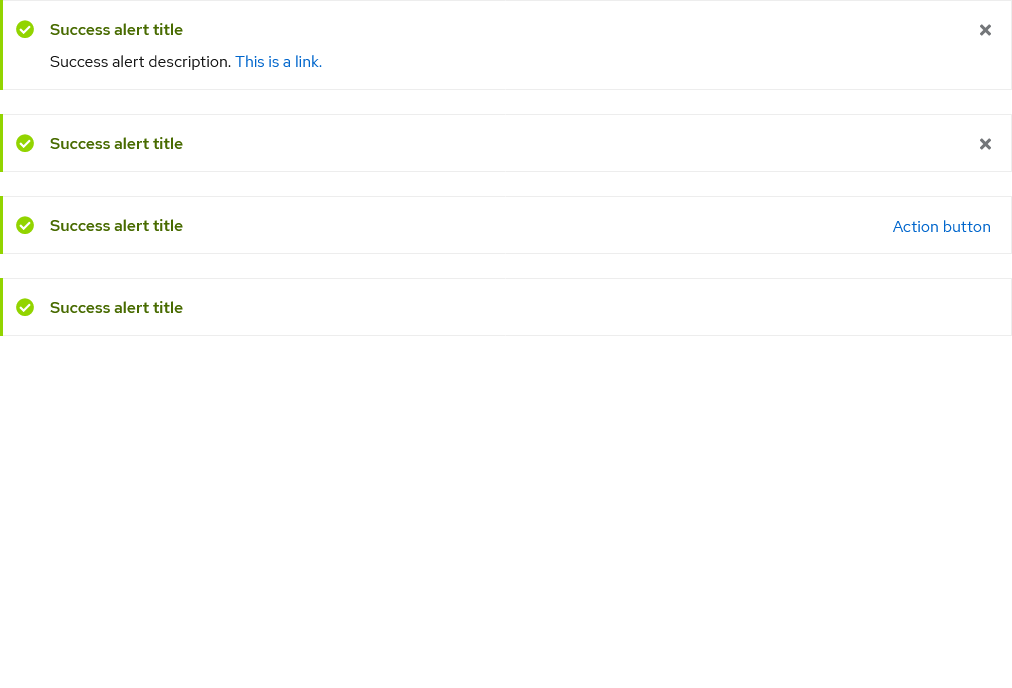 Success alert title
Success alert description. This is a link.
Success alert title
Success alert title
Action button
Success alert title